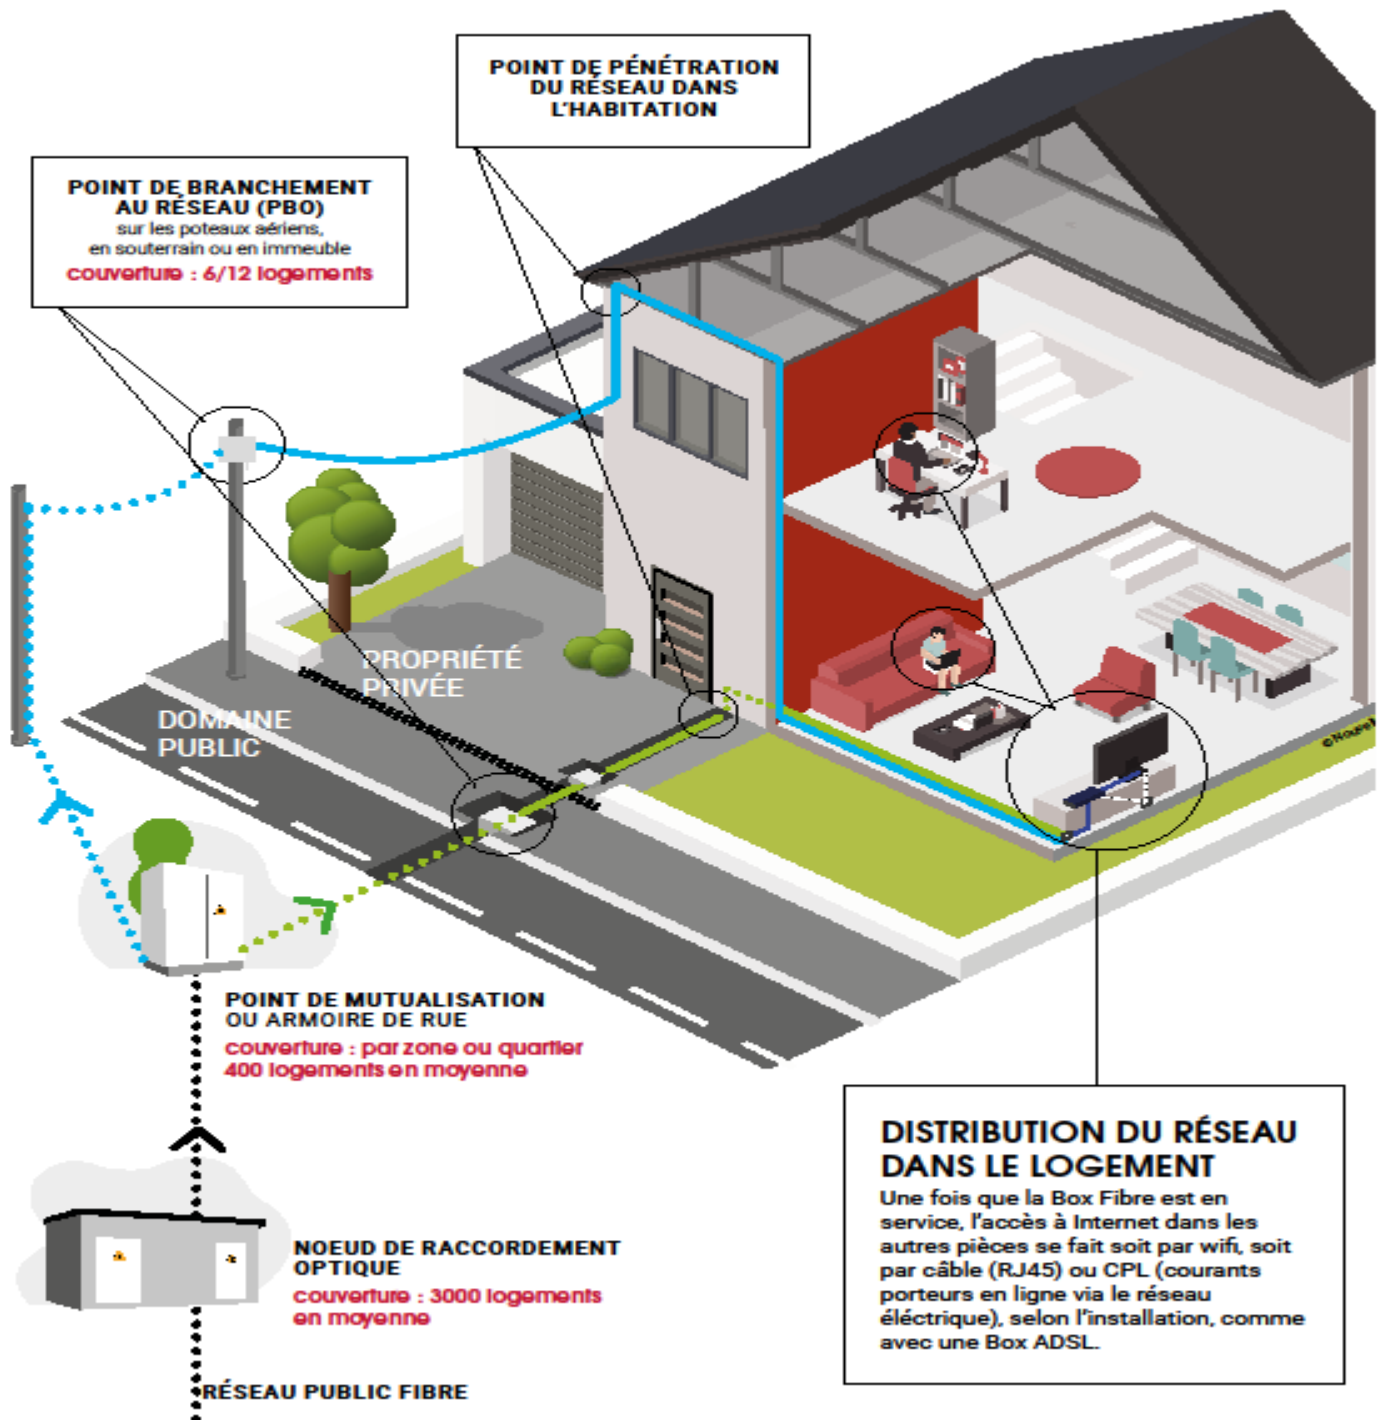 POINT DE PÉNÉTRATION
DU RÉSEAU DANS
L'HABITATION
POINT DE BRANCHEMENT
AU RÉSEAU (PBO)
sur les poteaux aériens,
en souterrain ou en immeuble
couverture : 6/12 logements
PROPRIÉTÉ
PRIVÉE
DOMAINE
PUBLIC
POINT DE MUTUALISATION
OU ARMOIRE DE RUE
couverture : par zone ou quartier
400 logements en moyenne
NOEUD DE RACCORDEMENT
OPTIQUE
couverture : 3000 logements
en moyenne
RÉSEAU PUBLIC FIBRE
DISTRIBUTION DU RÉSEAU
DANS LE LOGEMENT
Une fois que la Box Fibre est en
service, l'accès à Internet dans les
autres pièces se fait soit par wifi, soit
par câble (RJ45) ou CPL (courants
porteurs en ligne via le réseau
éléctrique), selon l'installation, comme
avec une Box ADSL.